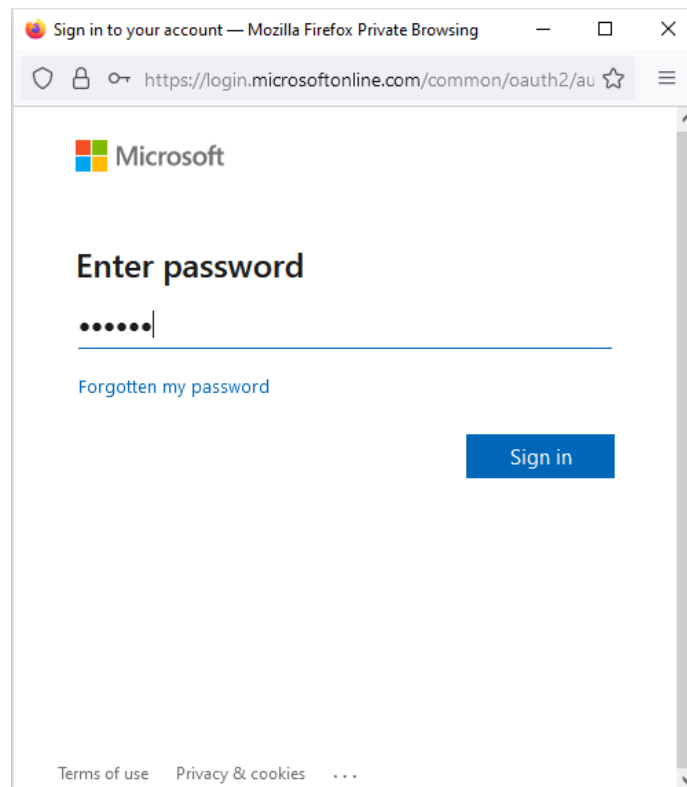 Sign in to your account — Mozilla Firefox Private Browsing
https://login.microsoftonline.com/common/oauth2/au
Microsoft
Enter password
••••••
Forgotten my password
Sign in
Terms of use Privacy & cookies ...